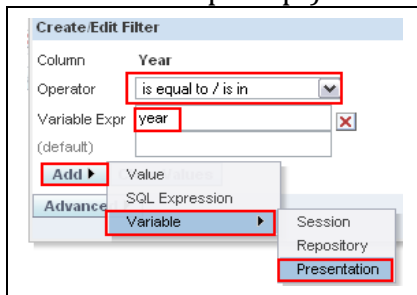 Create/Edit Filter
Column Year
Operator is equal to / is in
Variable Expr year
(default)
Add Value
SQL Expression
Advance Variable Session
Repository
Presentation